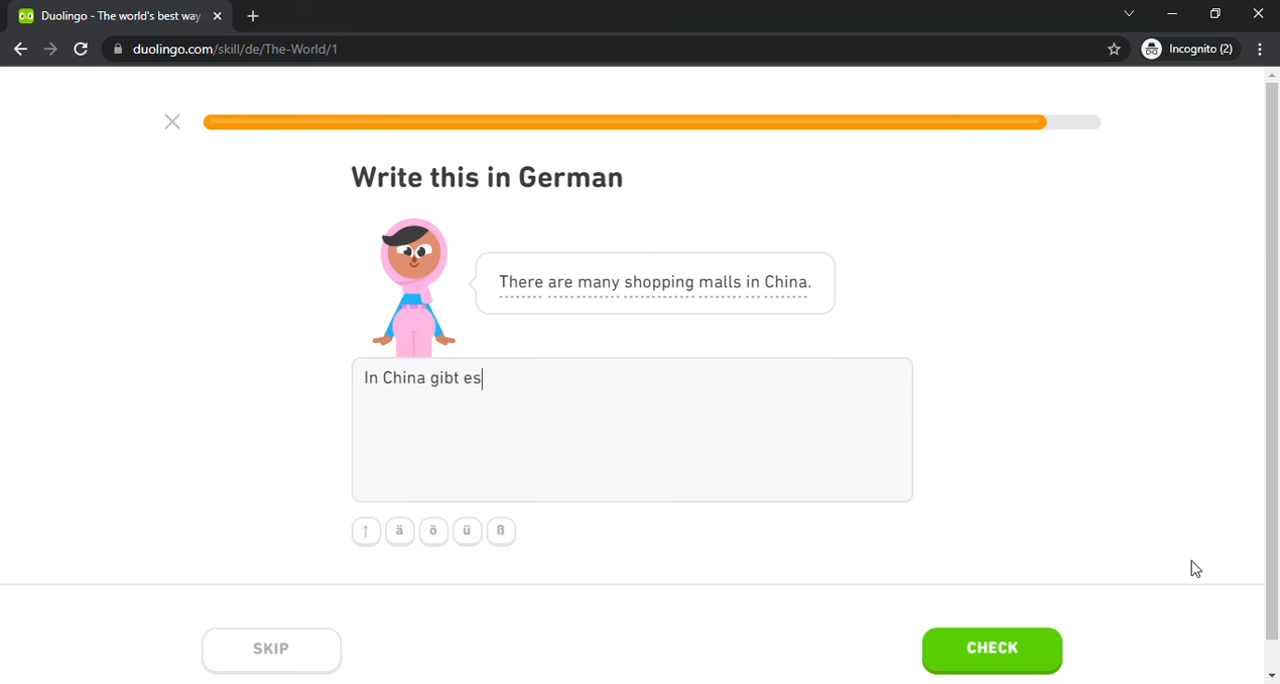 Duolingo - The world's best way
duolingo.com/skill/de/The-World/1
Incognito (2)
Write this in German
There are many shopping malls in China.
In China gibt es
↑ ä ö ü ß
SKIP
CHECK